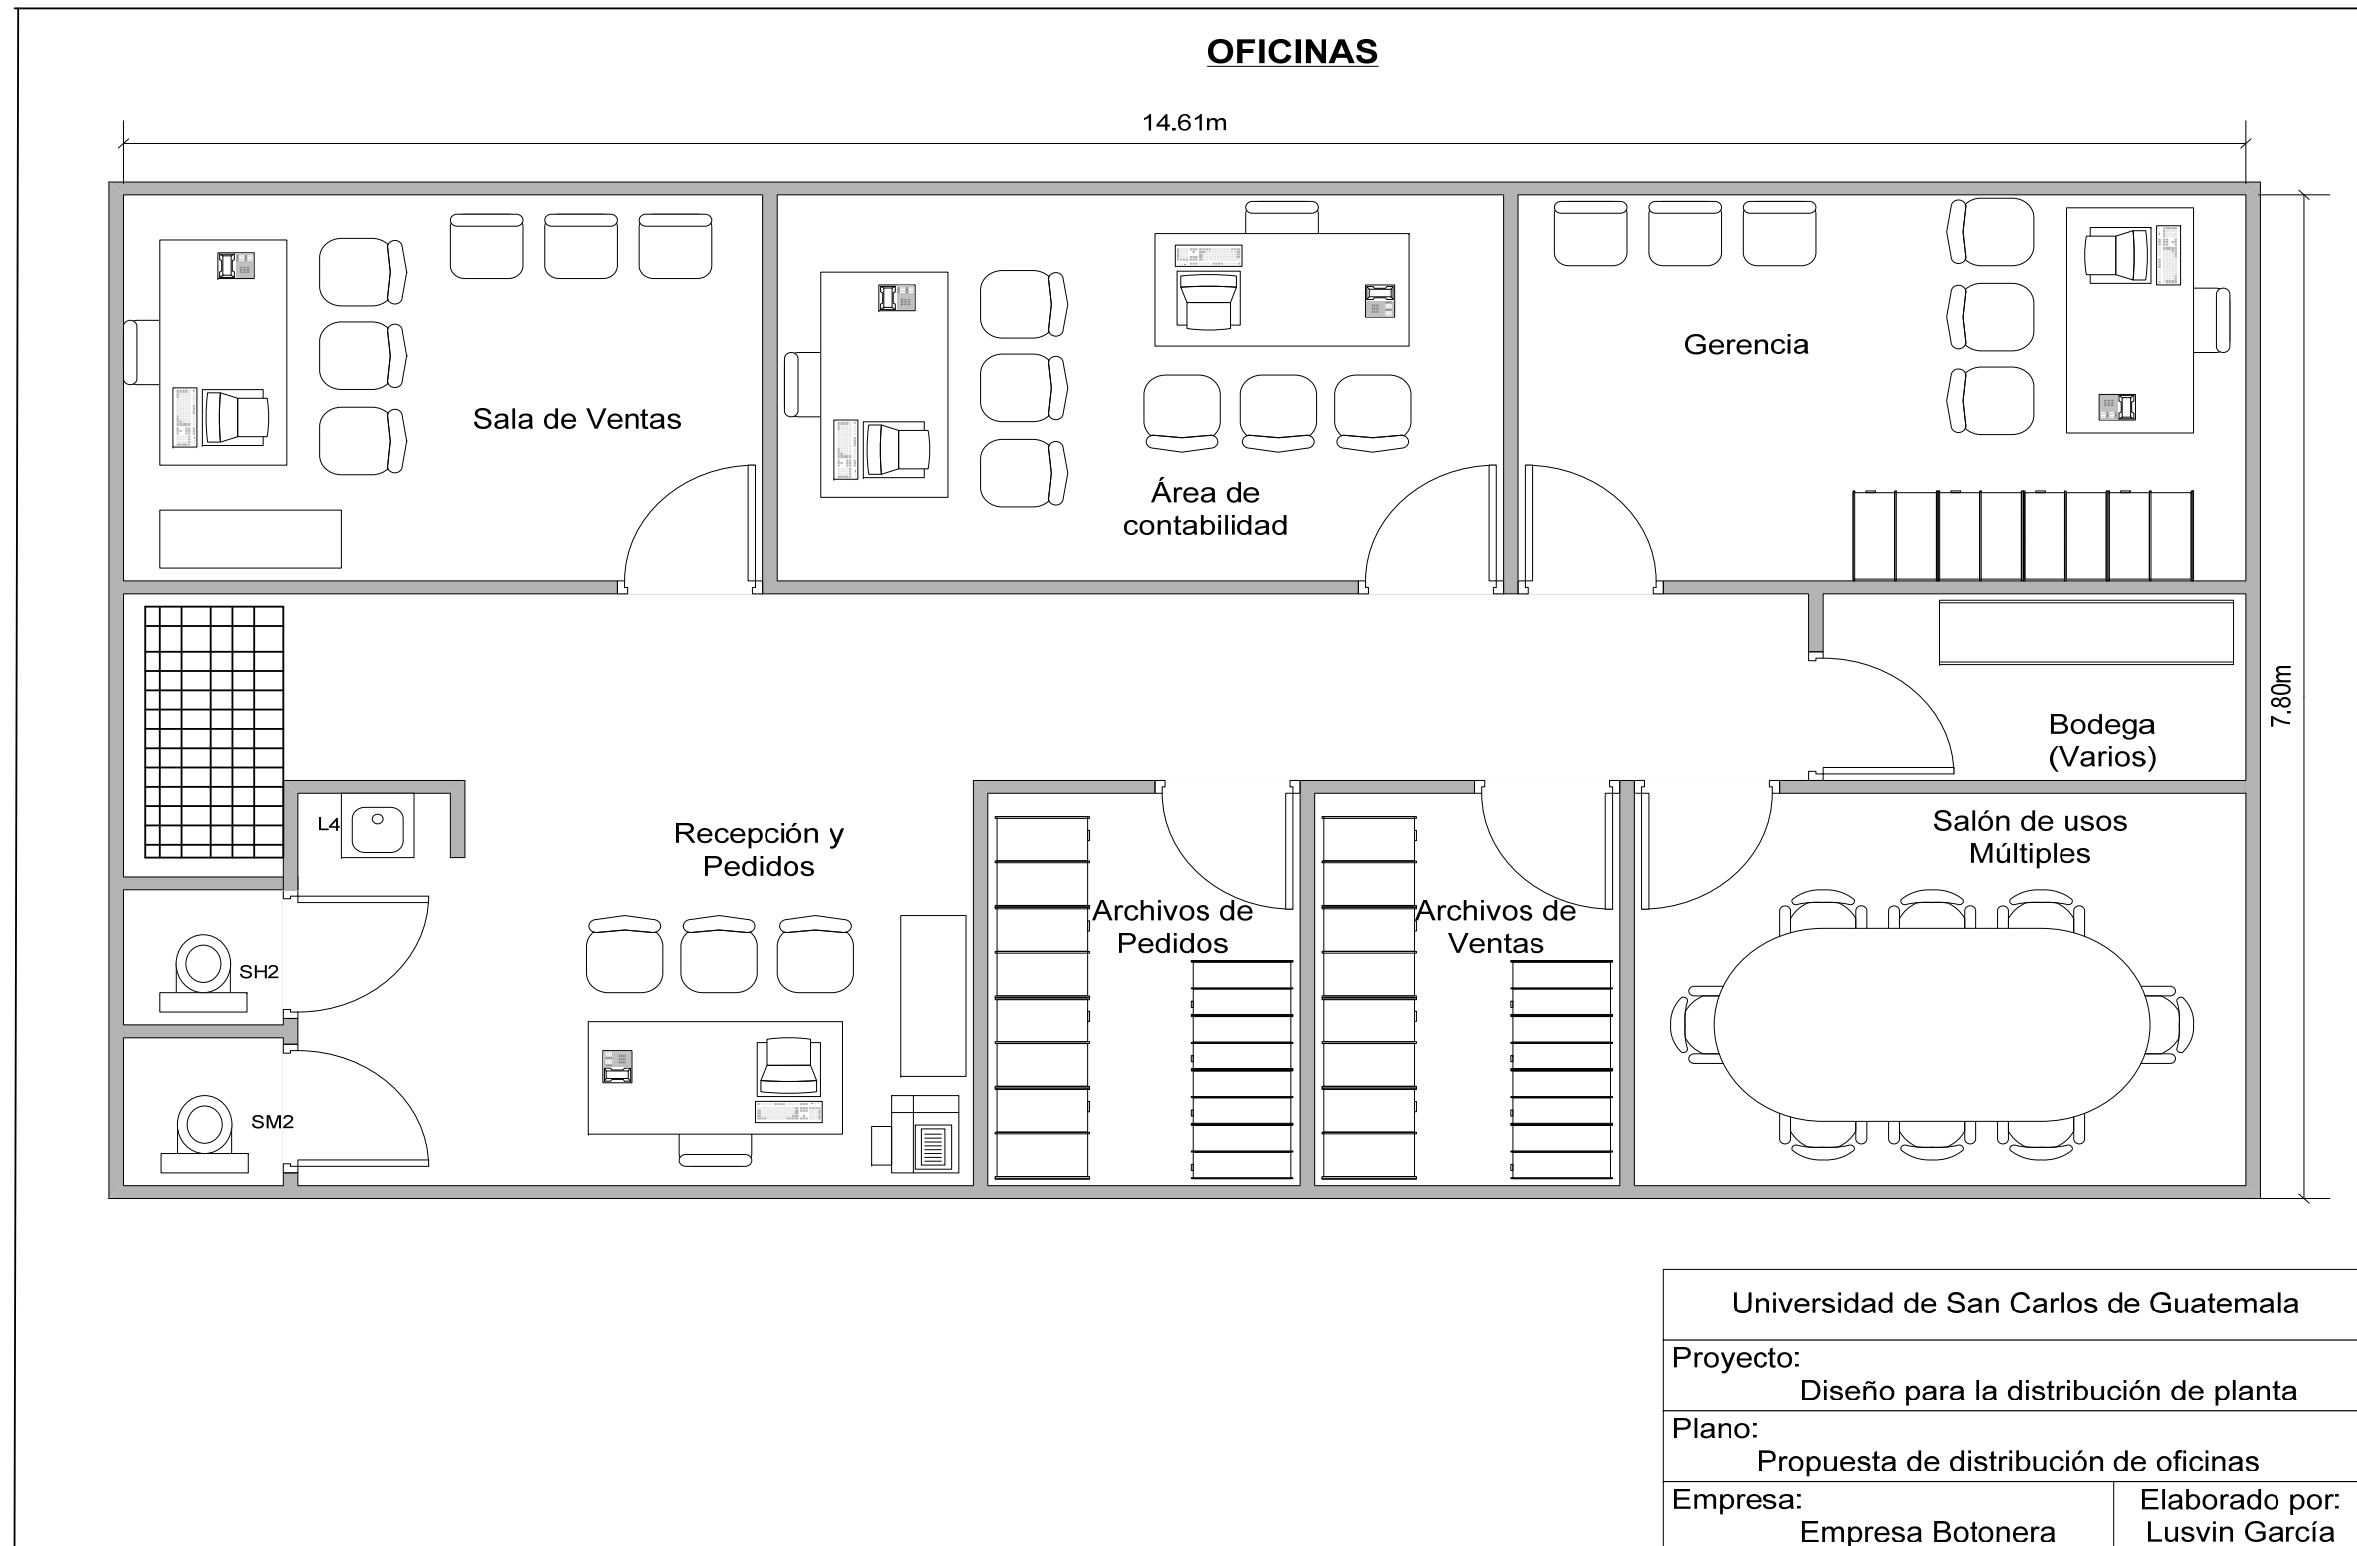 OFICINAS
14.61m
Sala de Ventas
Área de
contabilidad
Gerencia
7.80m
Bodega
(Varios)
L4
Recepción y
Pedidos
Salón de usos
Múltiples
Archivos de
Pedidos
Archivos de
Ventas
SH2
SM2
Universidad de San Carlos de Guatemala
Proyecto:
Diseño para la distribución de planta
Plano:
Propuesta de distribución de oficinas
Empresa:
Empresa Botonera
Elaborado por:
Lusvin García